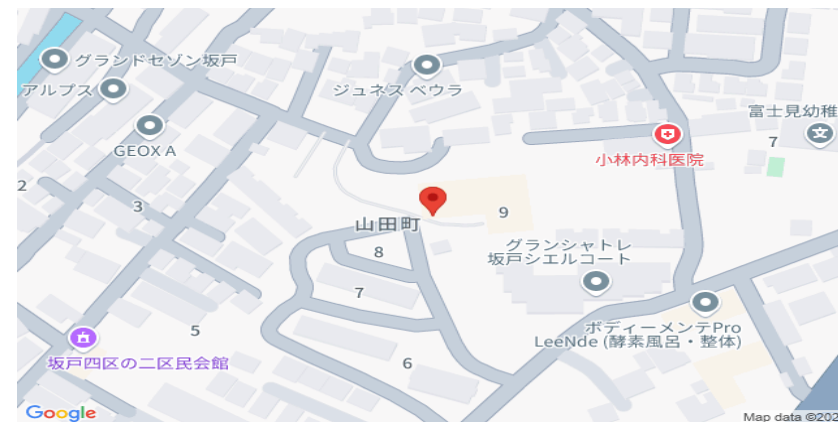 グランドセゾン坂戸
アルプス
ジュネス ベウラ
富士見幼稚
GEOX A
小林内科医院
7
2
3
9
山田町
グランシャトレ
坂戸シエルコート
8
7
5
ボディーメンテPro
LeeNde (酵素風呂・整体)
坂戸四区の二区民会館
6
Google
Map data ©202